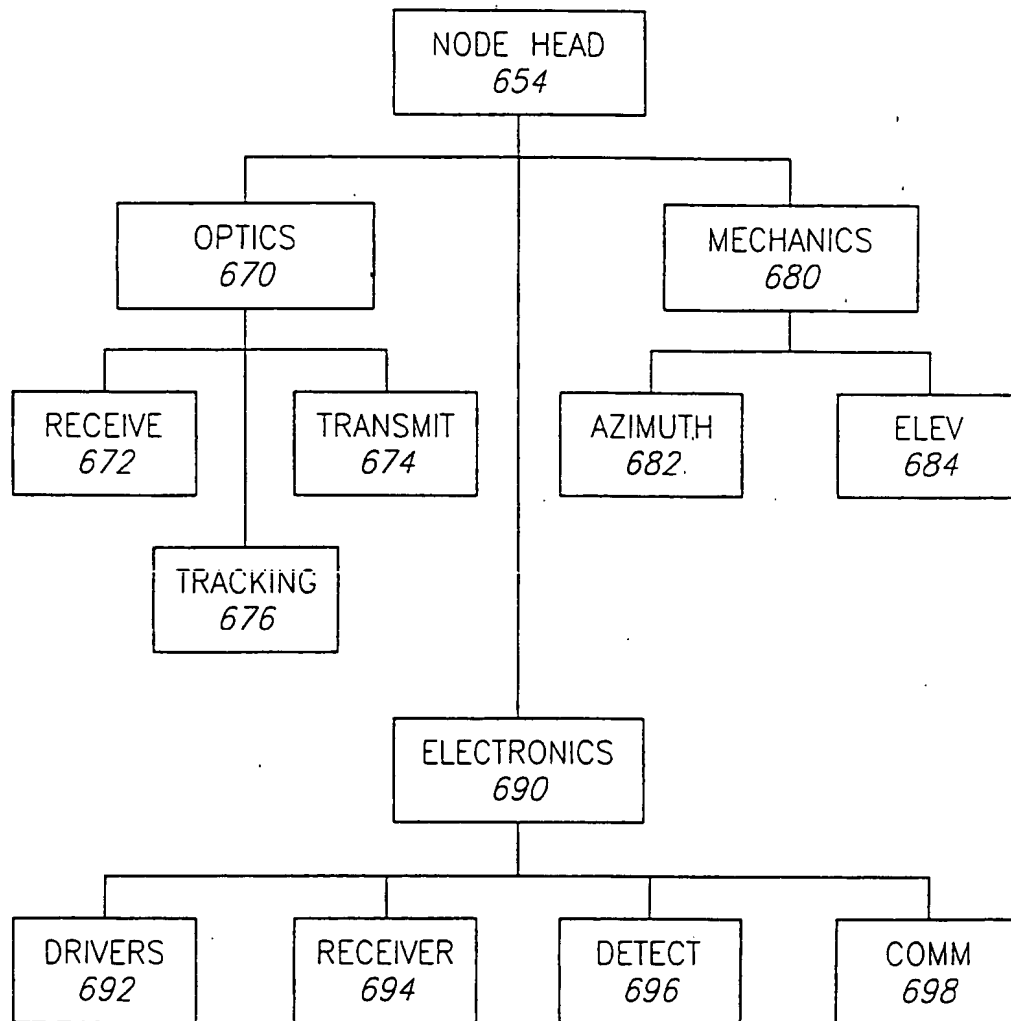 NODE HEAD
654
OPTICS
670
MECHANICS
680
RECEIVE
672
TRANSMIT
674
AZIMUTH
682
ELEV
684
TRACKING
676
ELECTRONICS
690
DRIVERS
692
RECEIVER
694
DETECT
696
COMM
698